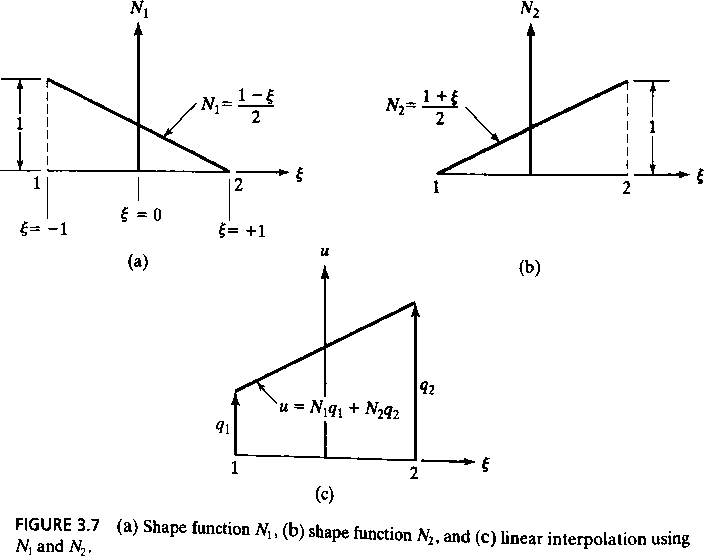 N₁
1
N₁ = (1 − ξ)/2
1
2
ξ
ξ = −1
ξ = 0
ξ = +1
(a)
N₂
N₂ = (1 + ξ)/2
1
1
2
ξ
(b)
u
q₁
u = N₁q₁ + N₂q₂
q₂
1
2
ξ
(c)
FIGURE 3.7 (a) Shape function N₁, (b) shape function N₂, and (c) linear interpolation using
N₁ and N₂.